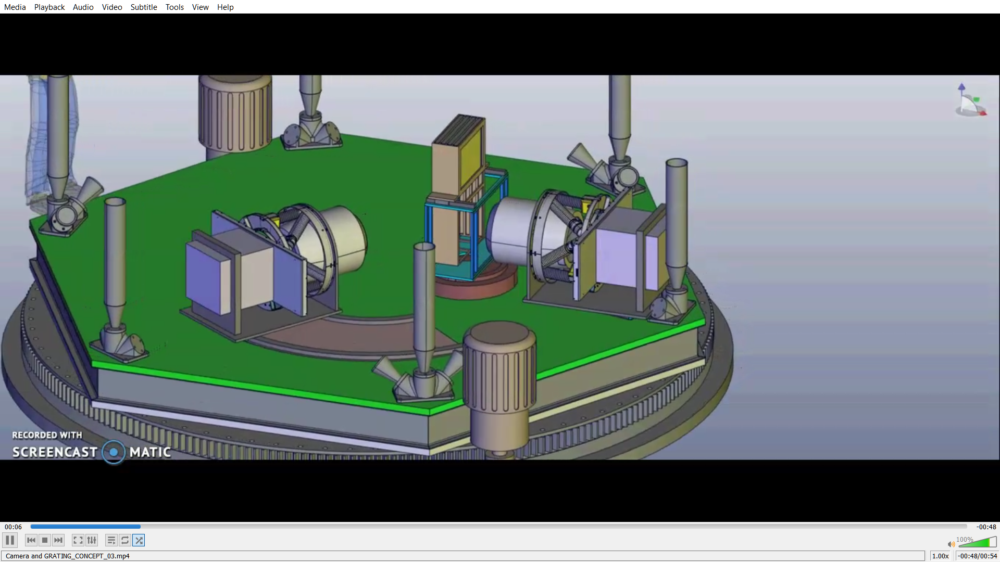 Media Playback Audio Video Subtitle Tools View Help
RECORDED WITH
SCREENCAST MATIC
00:06 -00:48
100%
Camera and GRATING_CONCEPT_03.mp4 1.00x -00:48/00:54